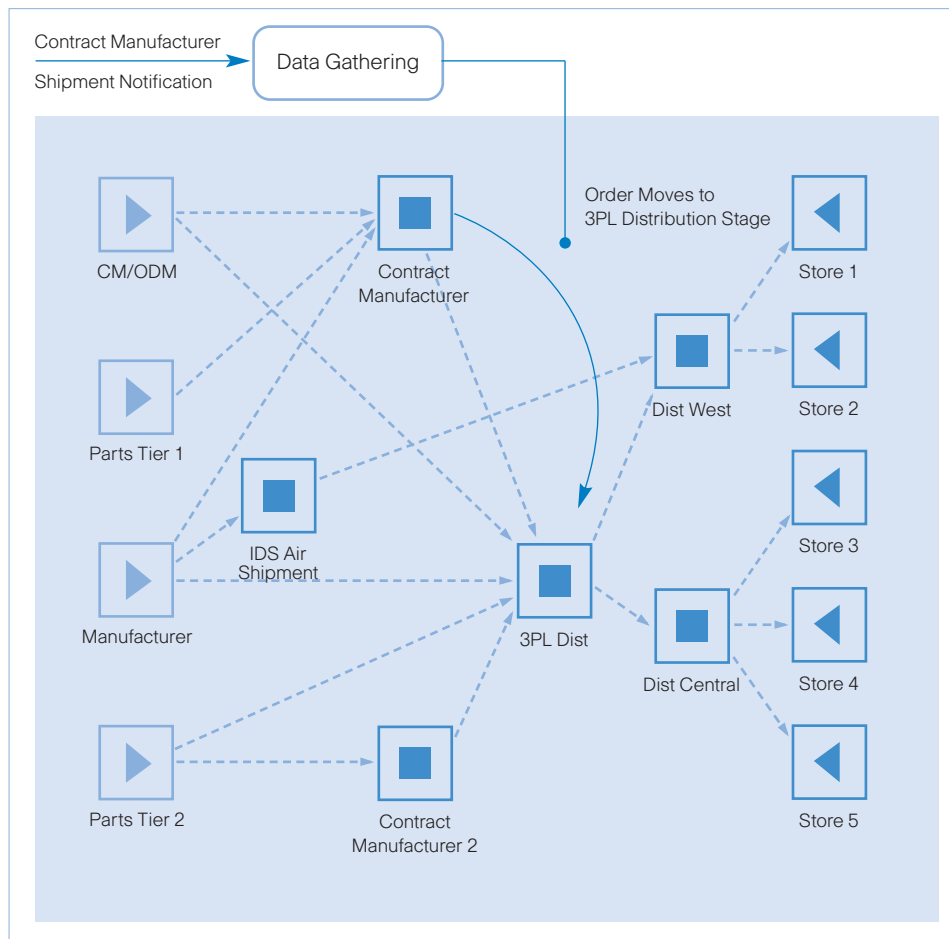 Contract Manufacturer
Shipment Notification
Data Gathering
Order Moves to
3PL Distribution Stage
CM/ODM
Contract
Manufacturer
Store 1
Parts Tier 1
Dist West
Store 2
IDS Air
Shipment
Store 3
Manufacturer
3PL Dist
Dist Central
Store 4
Parts Tier 2
Contract
Manufacturer 2
Store 5